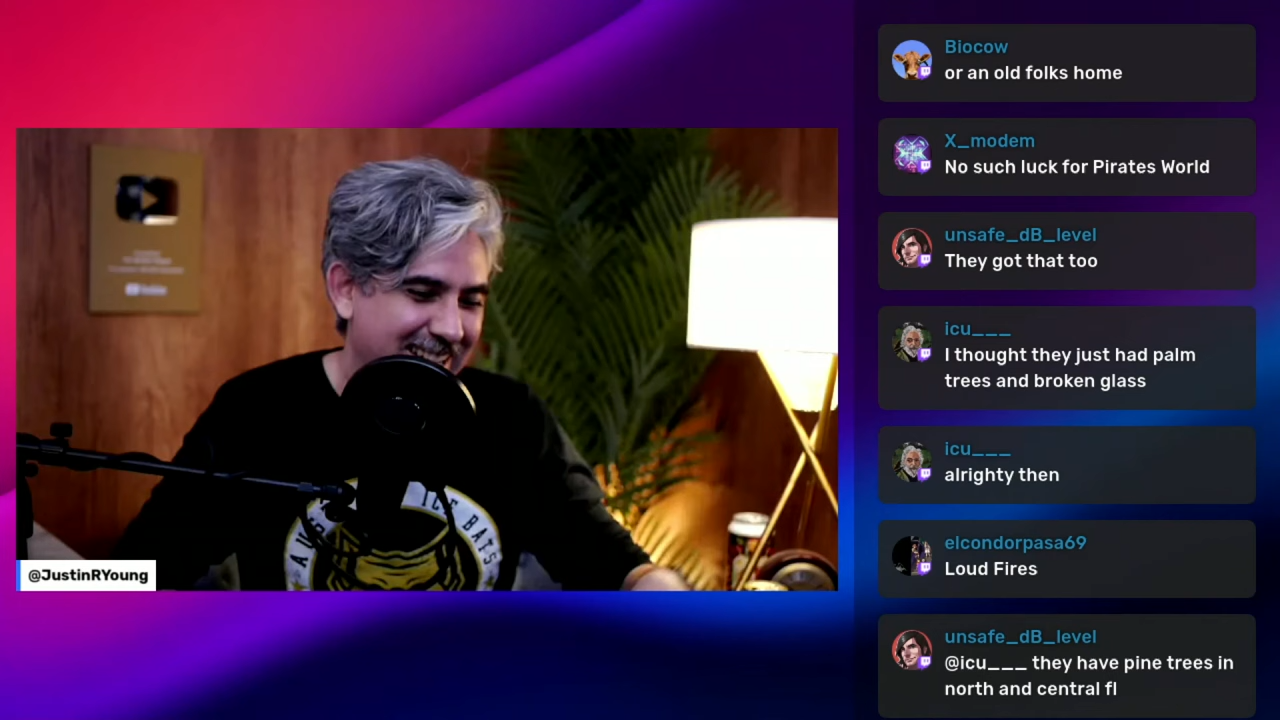 Biocow
or an old folks home
X_modem
No such luck for Pirates World
unsafe_dB_level
They got that too
icu___
I thought they just had palm
trees and broken glass
icu___
alrighty then
elcondorpasa69
Loud Fires
unsafe_dB_level
@icu___ they have pine trees in
north and central fl
ICE BATS
@JustinRYoung